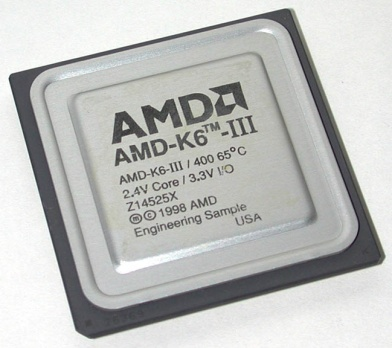 AMD
AMD-K6™-III
AMD-K6-III / 400 65°C
2.4V Core / 3.3V I/O
Z14525X
ⓜ © 1998 AMD
Engineering Sample
USA